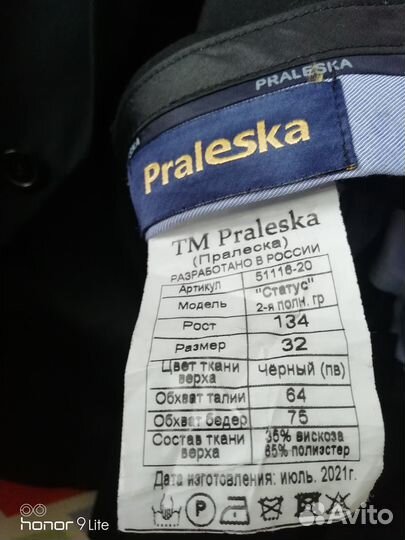 PRALESKA
KA
Praleska
ТМ Praleska
(Пралеска)
РАЗРАБОТАНО В РОССИИ
Артикул 51116-20
Модель "Статус" 2-я полн. гр
Рост 134
Размер 32
Цвет ткани верха Чёрный (пв)
Обхват талии 64
Обхват бедер 75
Состав ткани верха 35% вискоза 65% полиэстер
Дата изготовления: июль. 2021г.
P
honor 9 Lite
Avito